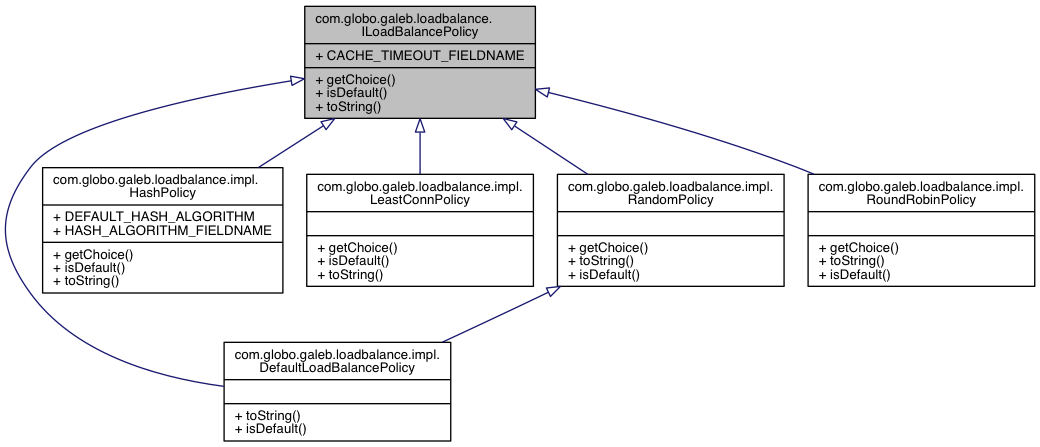 com.globo.galeb.loadbalance.
ILoadBalancePolicy
+ CACHE_TIMEOUT_FIELDNAME
+ getChoice()
+ isDefault()
+ toString()
com.globo.galeb.loadbalance.impl.
HashPolicy
+ DEFAULT_HASH_ALGORITHM
+ HASH_ALGORITHM_FIELDNAME
+ getChoice()
+ isDefault()
+ toString()
com.globo.galeb.loadbalance.impl.
LeastConnPolicy
+ getChoice()
+ isDefault()
+ toString()
com.globo.galeb.loadbalance.impl.
RandomPolicy
+ getChoice()
+ toString()
+ isDefault()
com.globo.galeb.loadbalance.impl.
RoundRobinPolicy
+ getChoice()
+ toString()
+ isDefault()
com.globo.galeb.loadbalance.impl.
DefaultLoadBalancePolicy
+ toString()
+ isDefault()